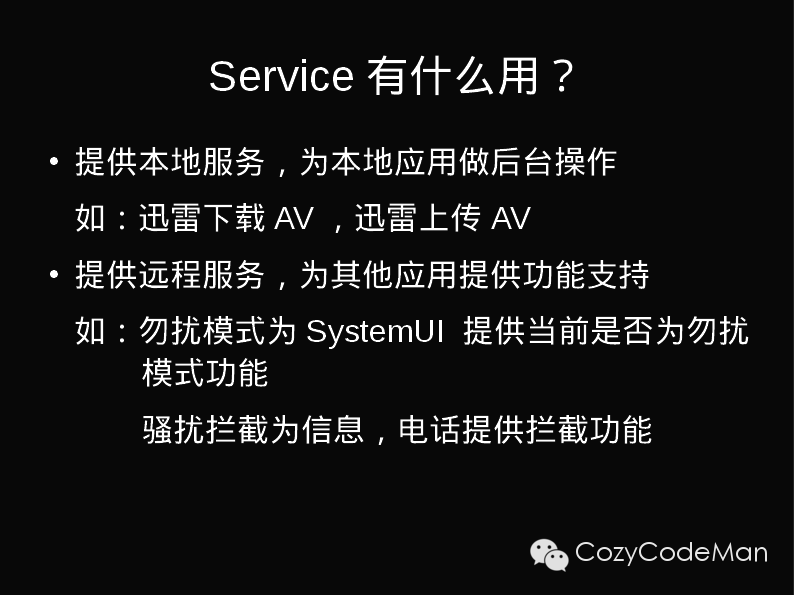 Service 有什么用？
• 提供本地服务，为本地应用做后台操作
如：迅雷下载 AV ，迅雷上传 AV
• 提供远程服务，为其他应用提供功能支持
如：勿扰模式为 SystemUI 提供当前是否为勿扰
模式功能
骚扰拦截为信息，电话提供拦截功能
CozyCodeMan